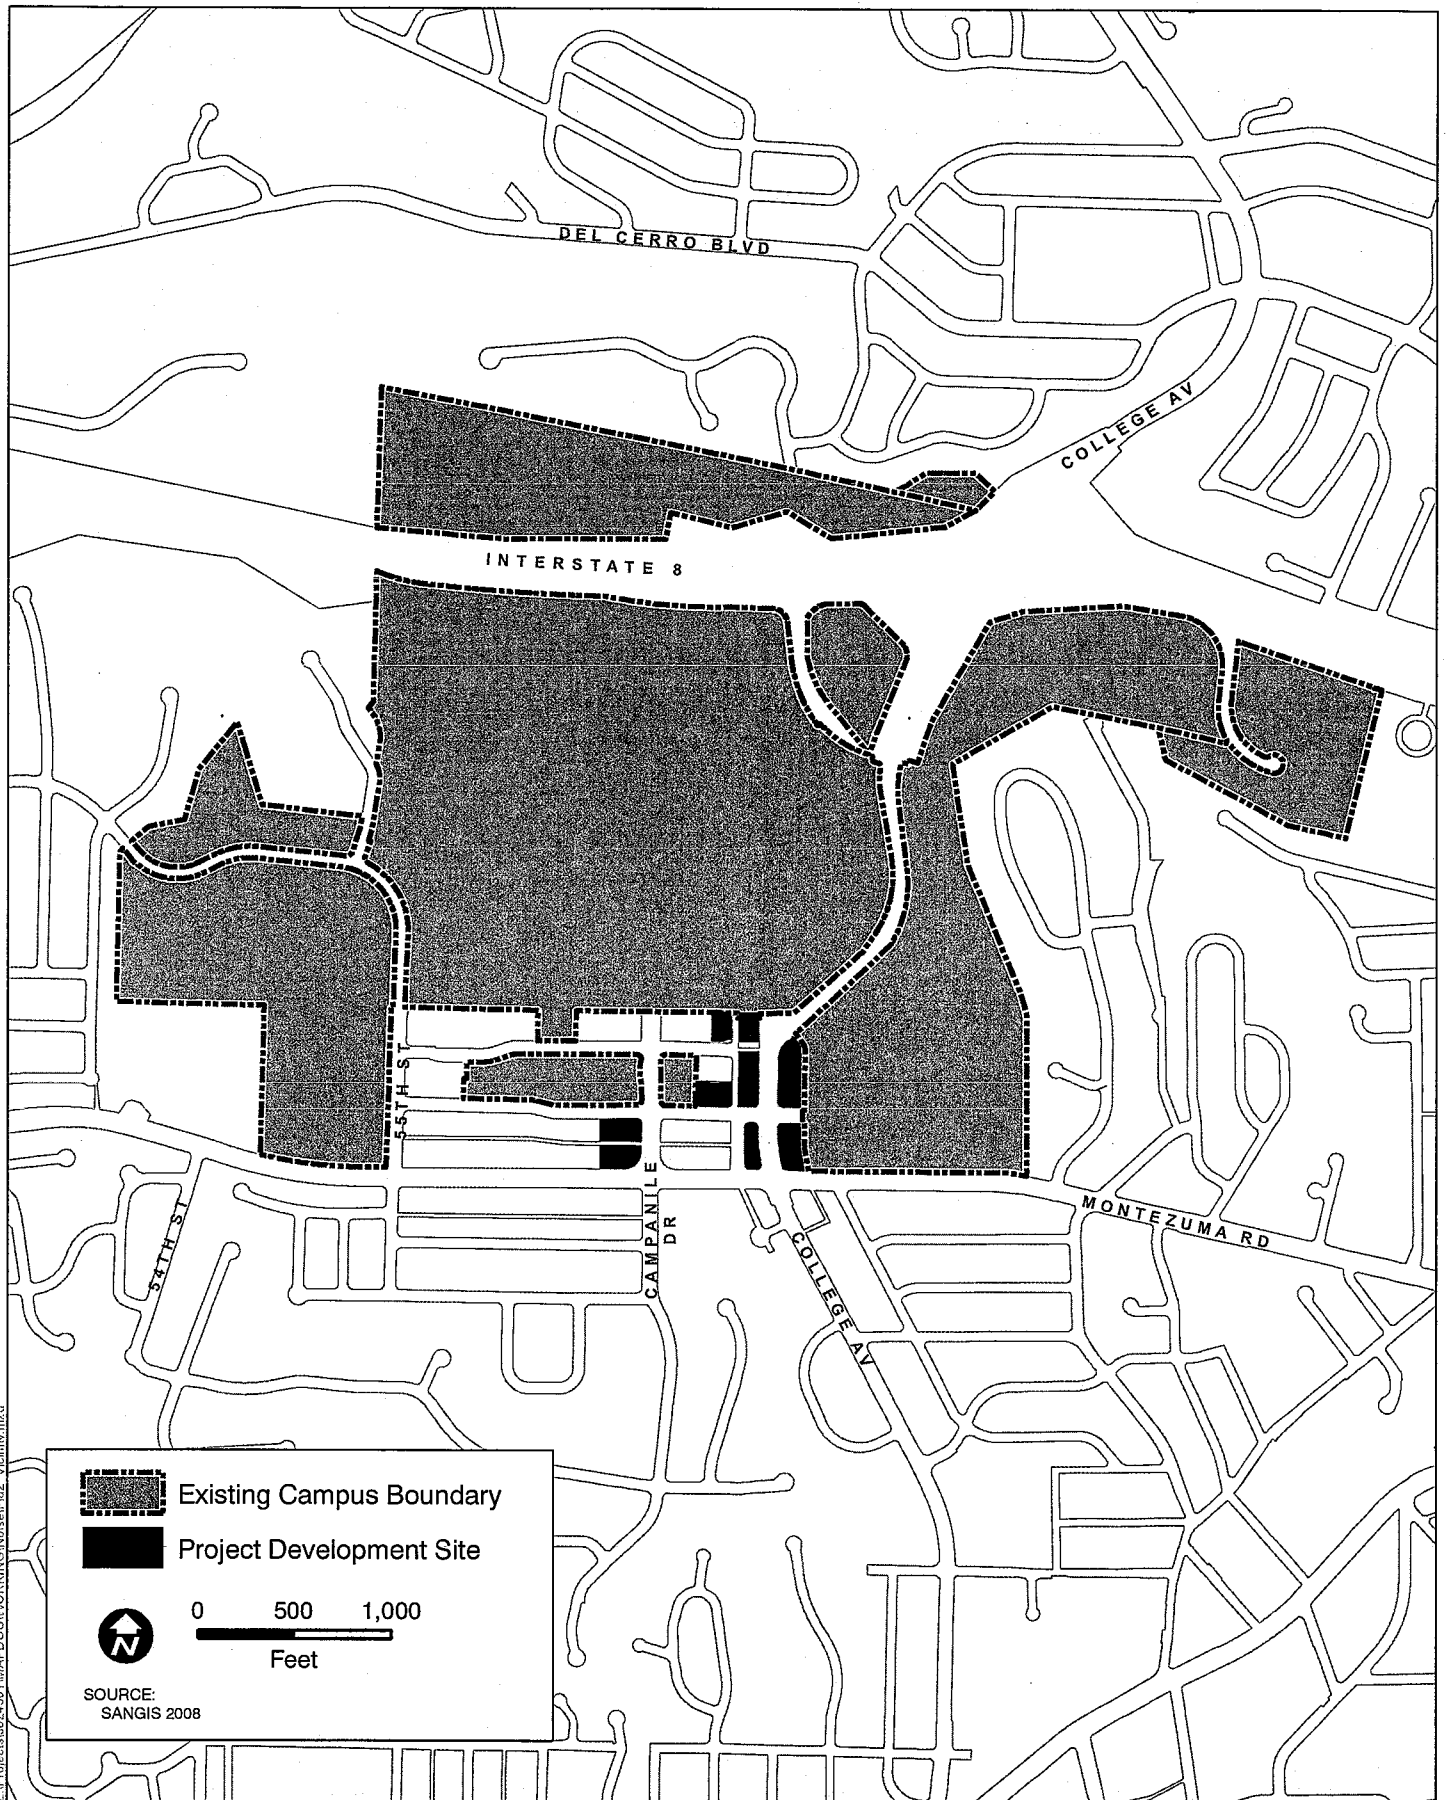 DEL CERRO BLVD
COLLEGE AV
INTERSTATE 8
55TH ST
MONTEZUMA RD
54TH ST
CAMPANILE
DR
COLLEGE AV
Existing Campus Boundary
Project Development Site
0 500 1,000
N
Feet
SOURCE:
SANGIS 2008